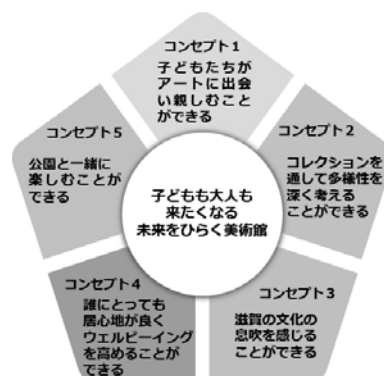 コンセプト1
子どもたちが
アートに出会
い親しむこと
ができる
コンセプト2
コレクションを
通して多様性を
深く考える
ことができる
コンセプト3
滋賀の文化の
息吹を感じる
ことができる
コンセプト4
誰にとっても
居心地が良く
ウェルビーイング
を高めることが
できる
コンセプト5
公園と一緒に
楽しむことが
できる
子どもも大人も
来たくなる
未来をひらく美術館